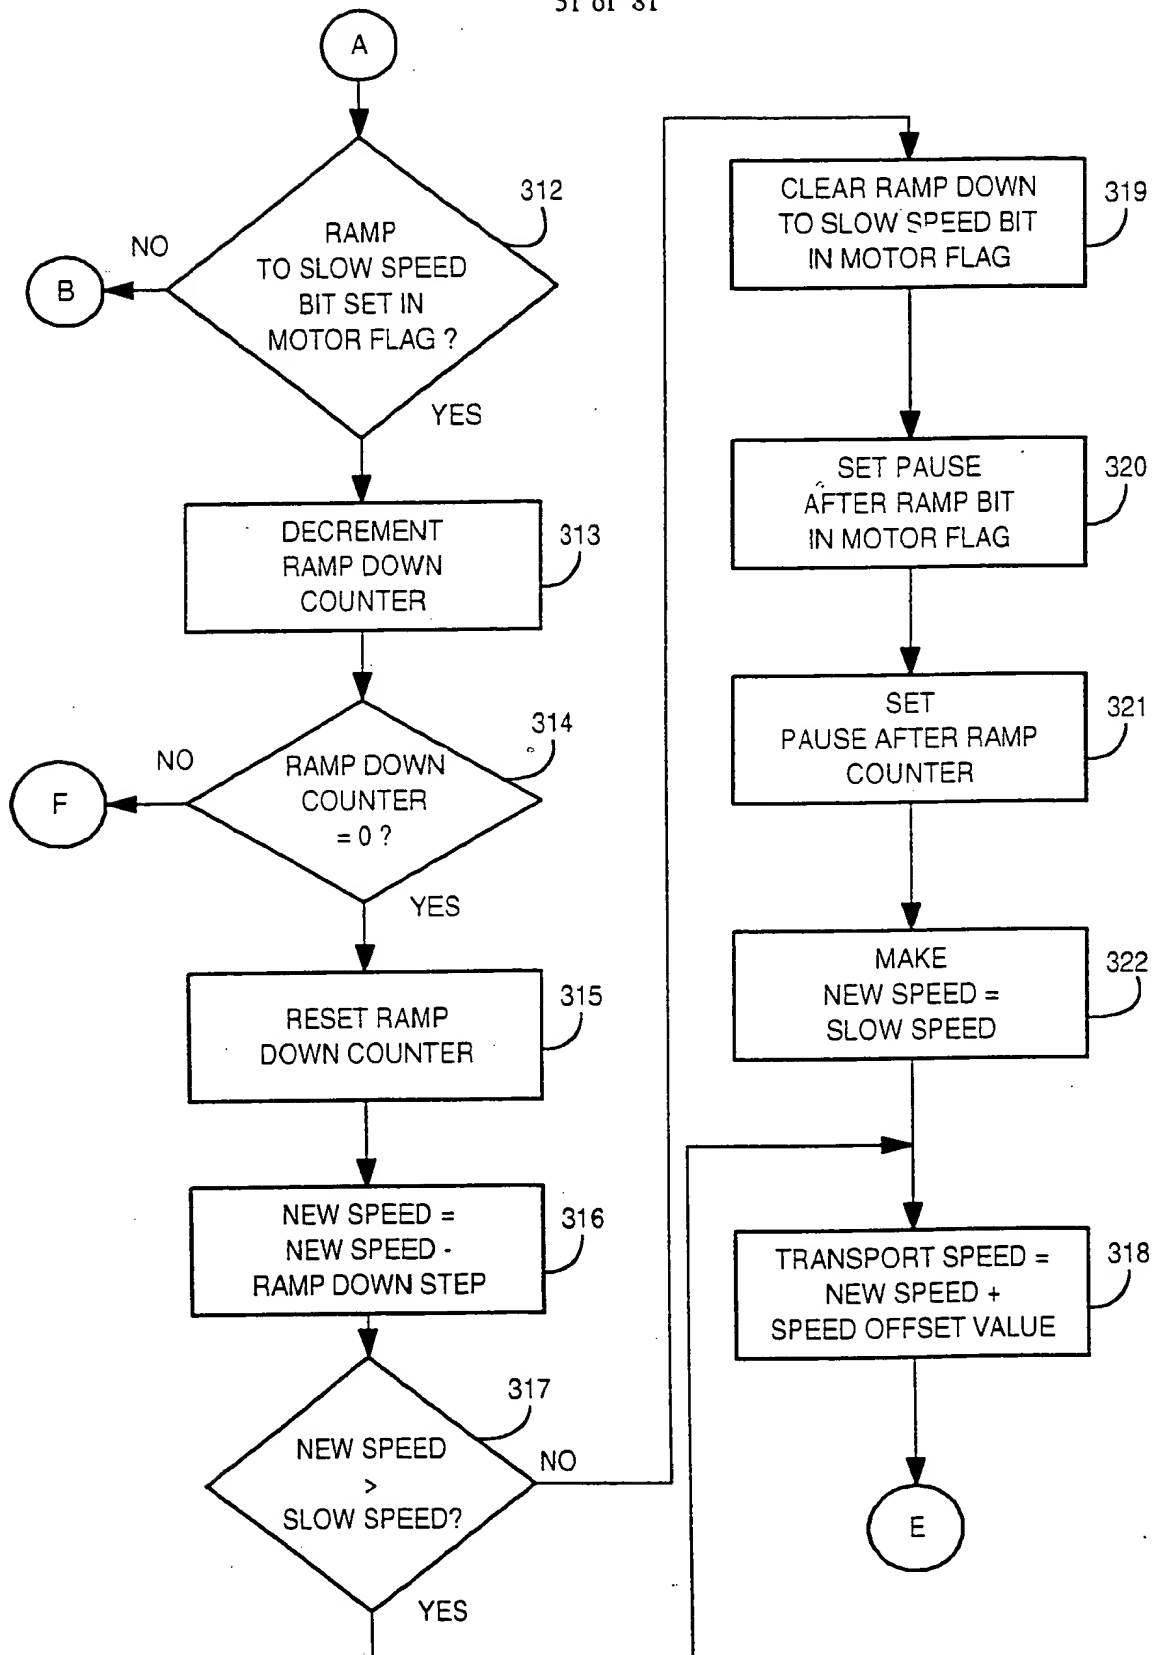 51 of 81
A
312
RAMP
TO SLOW SPEED
BIT SET IN
MOTOR FLAG ?
NO
B
YES
DECREMENT
RAMP DOWN
COUNTER
313
314
RAMP DOWN
COUNTER
= 0 ?
NO
F
YES
RESET RAMP
DOWN COUNTER
315
NEW SPEED =
NEW SPEED -
RAMP DOWN STEP
316
317
NEW SPEED
>
SLOW SPEED?
NO
YES
CLEAR RAMP DOWN
TO SLOW SPEED BIT
IN MOTOR FLAG
319
SET PAUSE
AFTER RAMP BIT
IN MOTOR FLAG
320
SET
PAUSE AFTER RAMP
COUNTER
321
MAKE
NEW SPEED =
SLOW SPEED
322
TRANSPORT SPEED =
NEW SPEED +
SPEED OFFSET VALUE
318
E